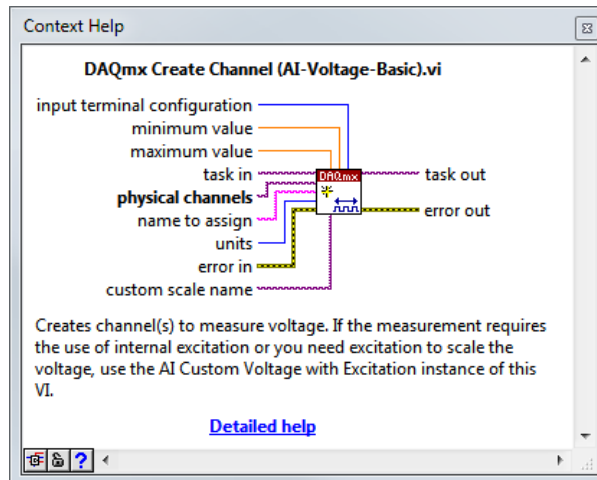 Context Help
DAQmx Create Channel (AI-Voltage-Basic).vi
input terminal configuration
minimum value
maximum value
task in
task out
physical channels
name to assign
error out
units
error in
custom scale name
DAQmx
Creates channel(s) to measure voltage. If the measurement requires
the use of internal excitation or you need excitation to scale the
voltage, use the AI Custom Voltage with Excitation instance of this
VI.
Detailed help
?